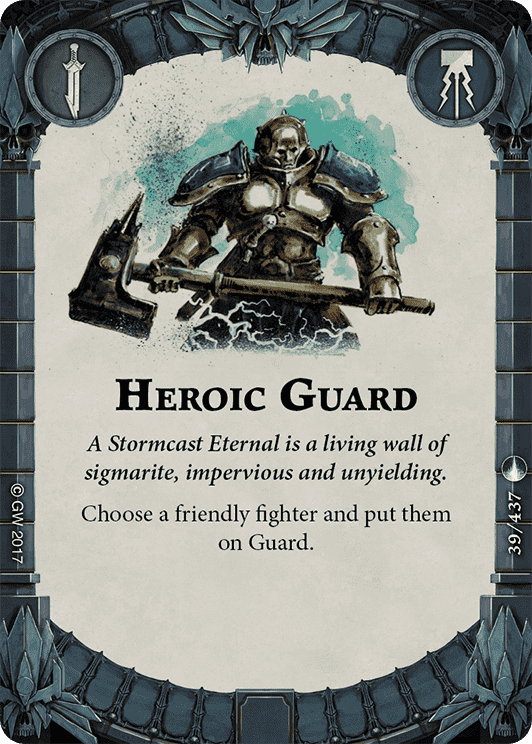 Heroic Guard
A Stormcast Eternal is a living wall of
sigmarite, impervious and unyielding.
Choose a friendly fighter and put them
on Guard.
© GW 2017
39/437